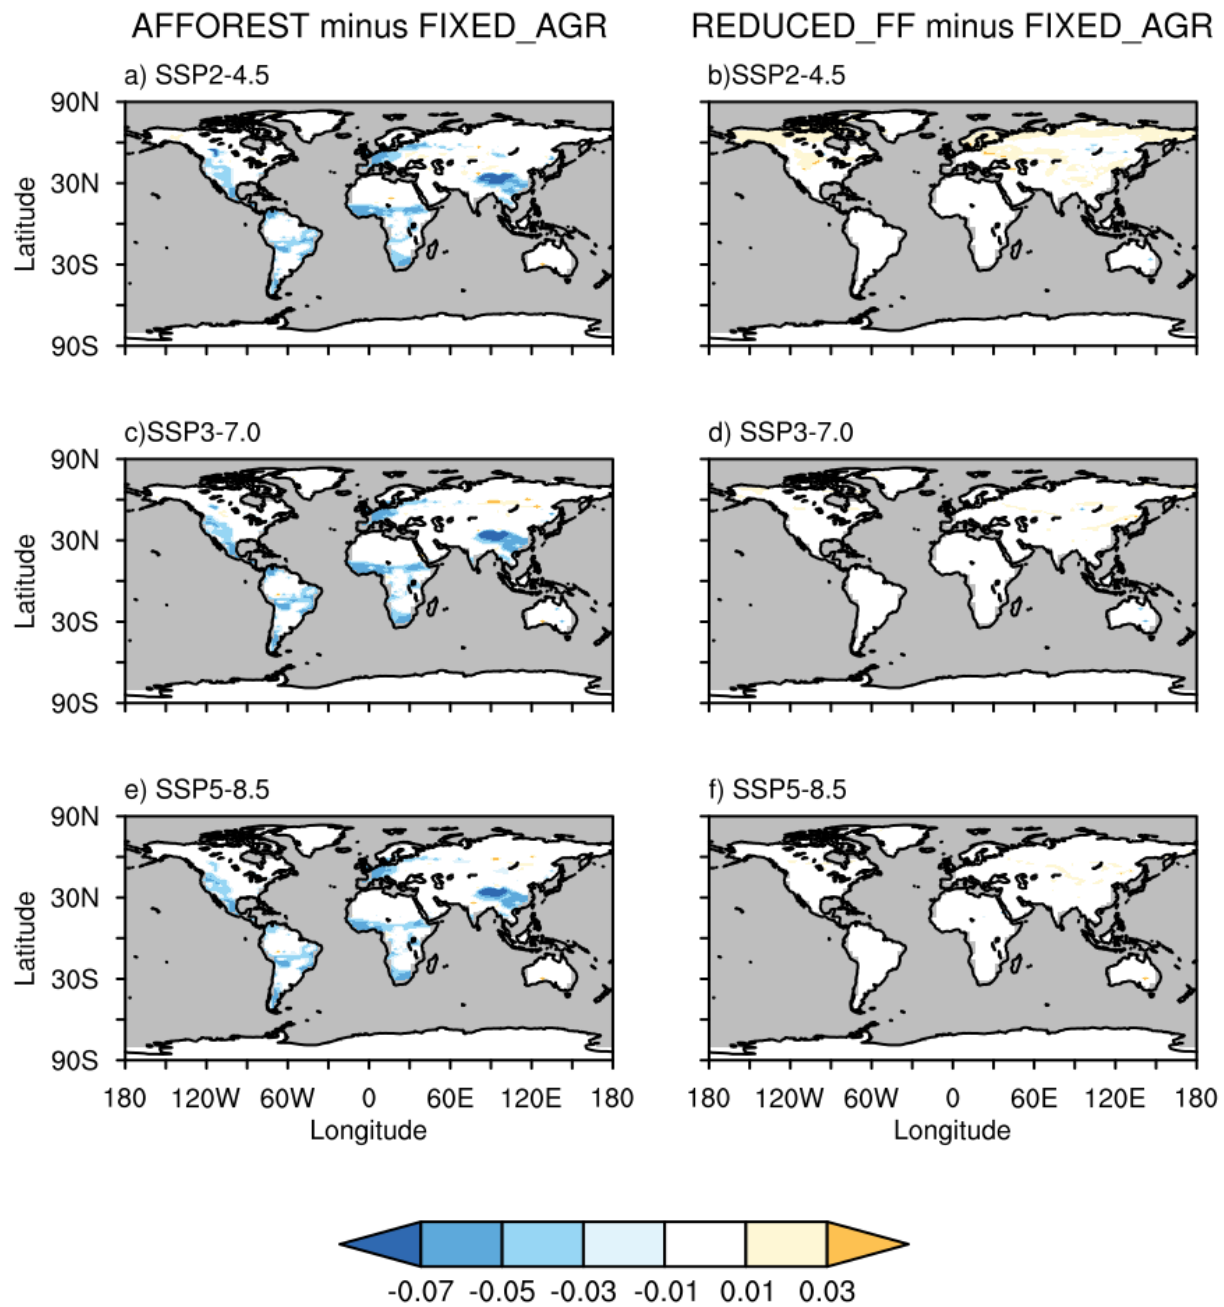 AFFOREST minus FIXED_AGR
REDUCED_FF minus FIXED_AGR
a) SSP2-4.5
b)SSP2-4.5
90N
30N
30S
90S
Latitude
c)SSP3-7.0
d) SSP3-7.0
90N
30N
30S
90S
Latitude
e) SSP5-8.5
f) SSP5-8.5
90N
30N
30S
90S
Latitude
180 120W 60W 0 60E 120E 180
Longitude
180 120W 60W 0 60E 120E 180
Longitude
-0.07 -0.05 -0.03 -0.01 0.01 0.03